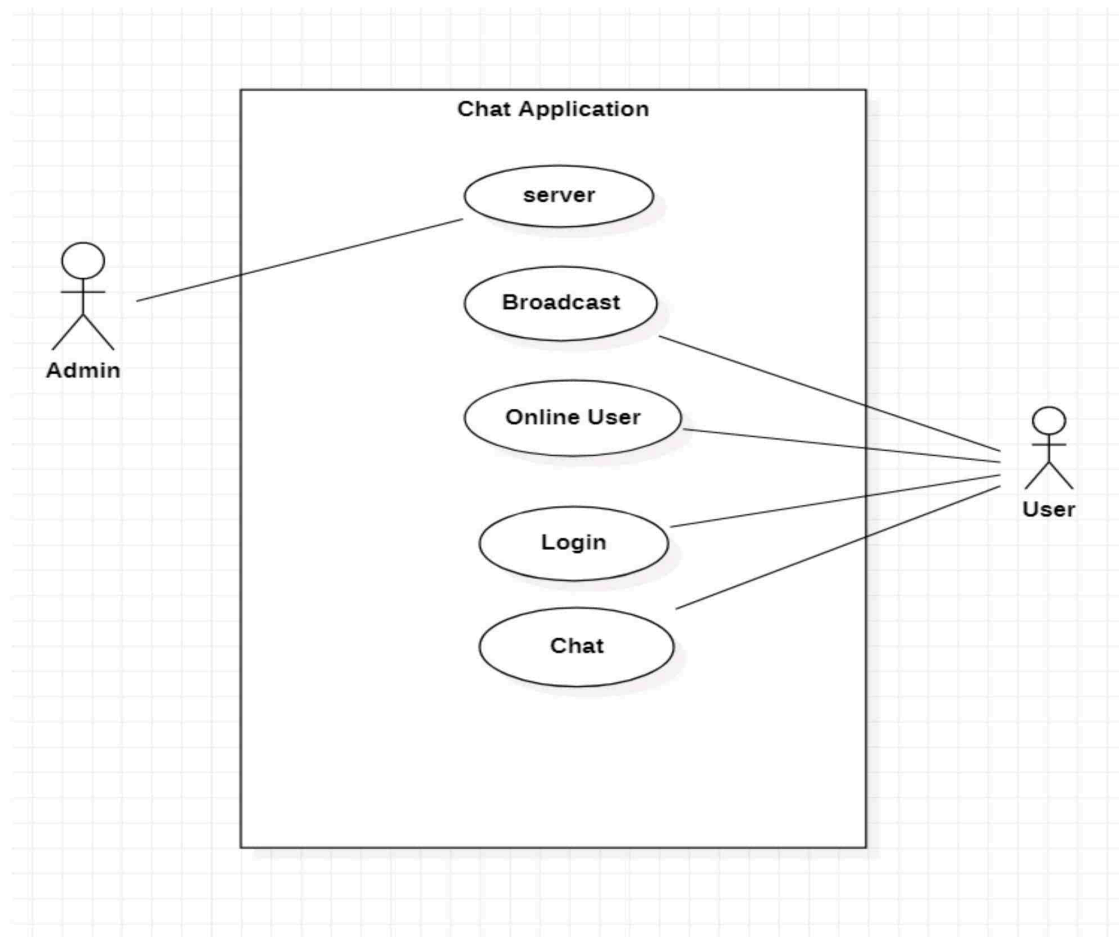 Chat Application
server
Broadcast
Admin
Online User
User
Login
Chat